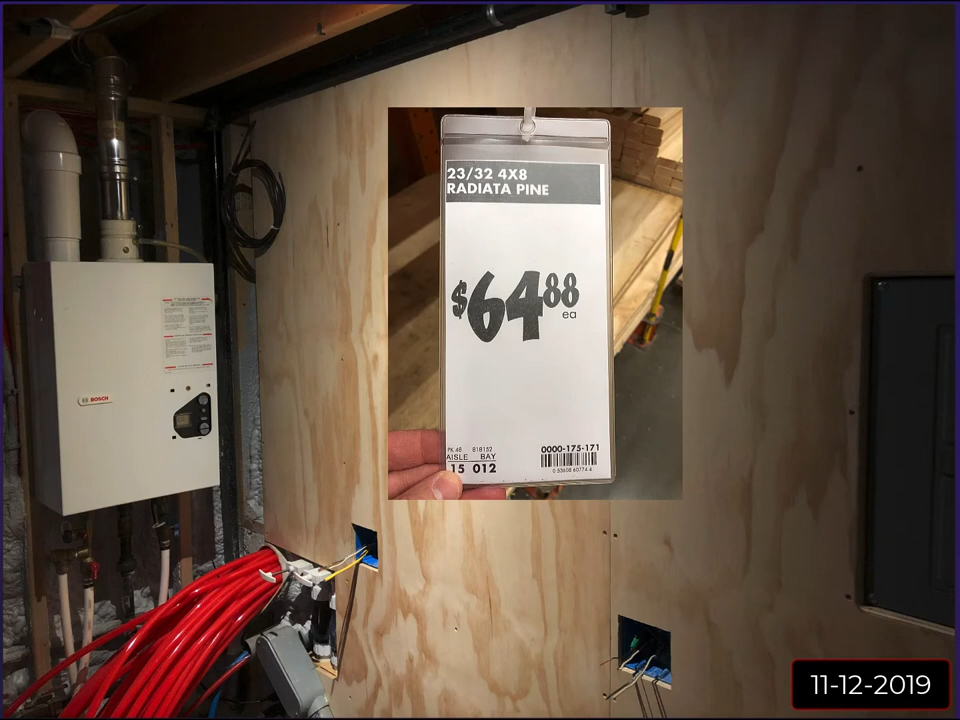 23/32 4X8
RADIATA PINE
$64 88
ea
PK 48 818152
AISLE BAY
15 012
0000-175-171
BOSCH
11-12-2019